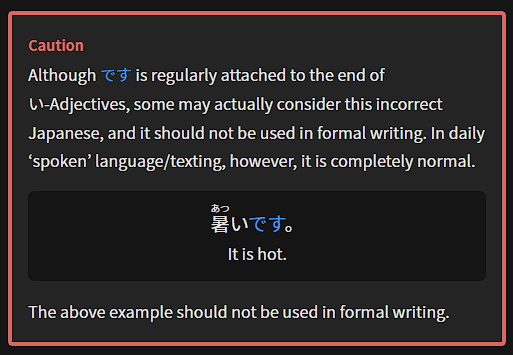 Caution
Although です is regularly attached to the end of
い-Adjectives, some may actually consider this incorrect
Japanese, and it should not be used in formal writing. In daily
‘spoken’ language/texting, however, it is completely normal.
あつ
暑いです。
It is hot.
The above example should not be used in formal writing.